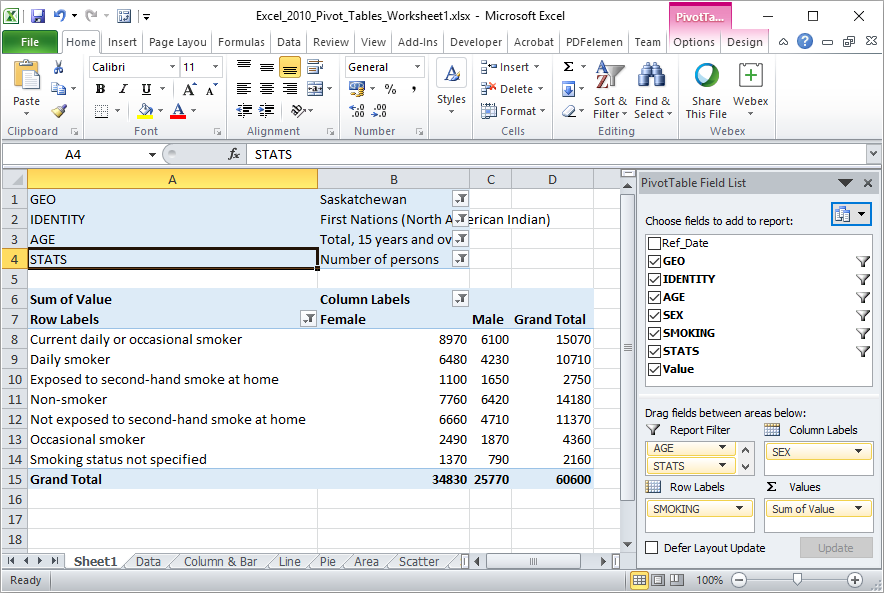 Excel_2010_Pivot_Tables_Worksheet1.xlsx - Microsoft Excel
PivotTa...
File Home Insert Page Layout Formulas Data Review View Add-Ins Developer Acrobat PDFelemen Team Options Design
Paste
Clipboard
Calibri 11
B I U A A
A
Font
Alignment
General
% ,
Number
A
Styles
Insert
Delete
Format
Cells
Σ
A
Z
Sort & Filter
Find & Select
Editing
Share This File
Webex
Webex
A4 fx STATS
A B C D
1 GEO Saskatchewan
2 IDENTITY First Nations (North A erican Indian)
3 AGE Total, 15 years and ov
4 STATS Number of persons
5
6 Sum of Value Column Labels
7 Row Labels Female Male Grand Total
8 Current daily or occasional smoker 8970 6100 15070
9 Daily smoker 6480 4230 10710
10 Exposed to second-hand smoke at home 1100 1650 2750
11 Non-smoker 7760 6420 14180
12 Not exposed to second-hand smoke at home 6660 4710 11370
13 Occasional smoker 2490 1870 4360
14 Smoking status not specified 1370 790 2160
15 Grand Total 34830 25770 60600
16
17
18
PivotTable Field List
Choose fields to add to report:
Ref_Date
GEO
IDENTITY
AGE
SEX
SMOKING
STATS
Value
Drag fields between areas below:
Report Filter
AGE
STATS
Column Labels
SEX
Row Labels
SMOKING
Σ Values
Sum of Value
Defer Layout Update Update
Sheet1 Data Column & Bar Line Pie Area Scatter
Ready 100%